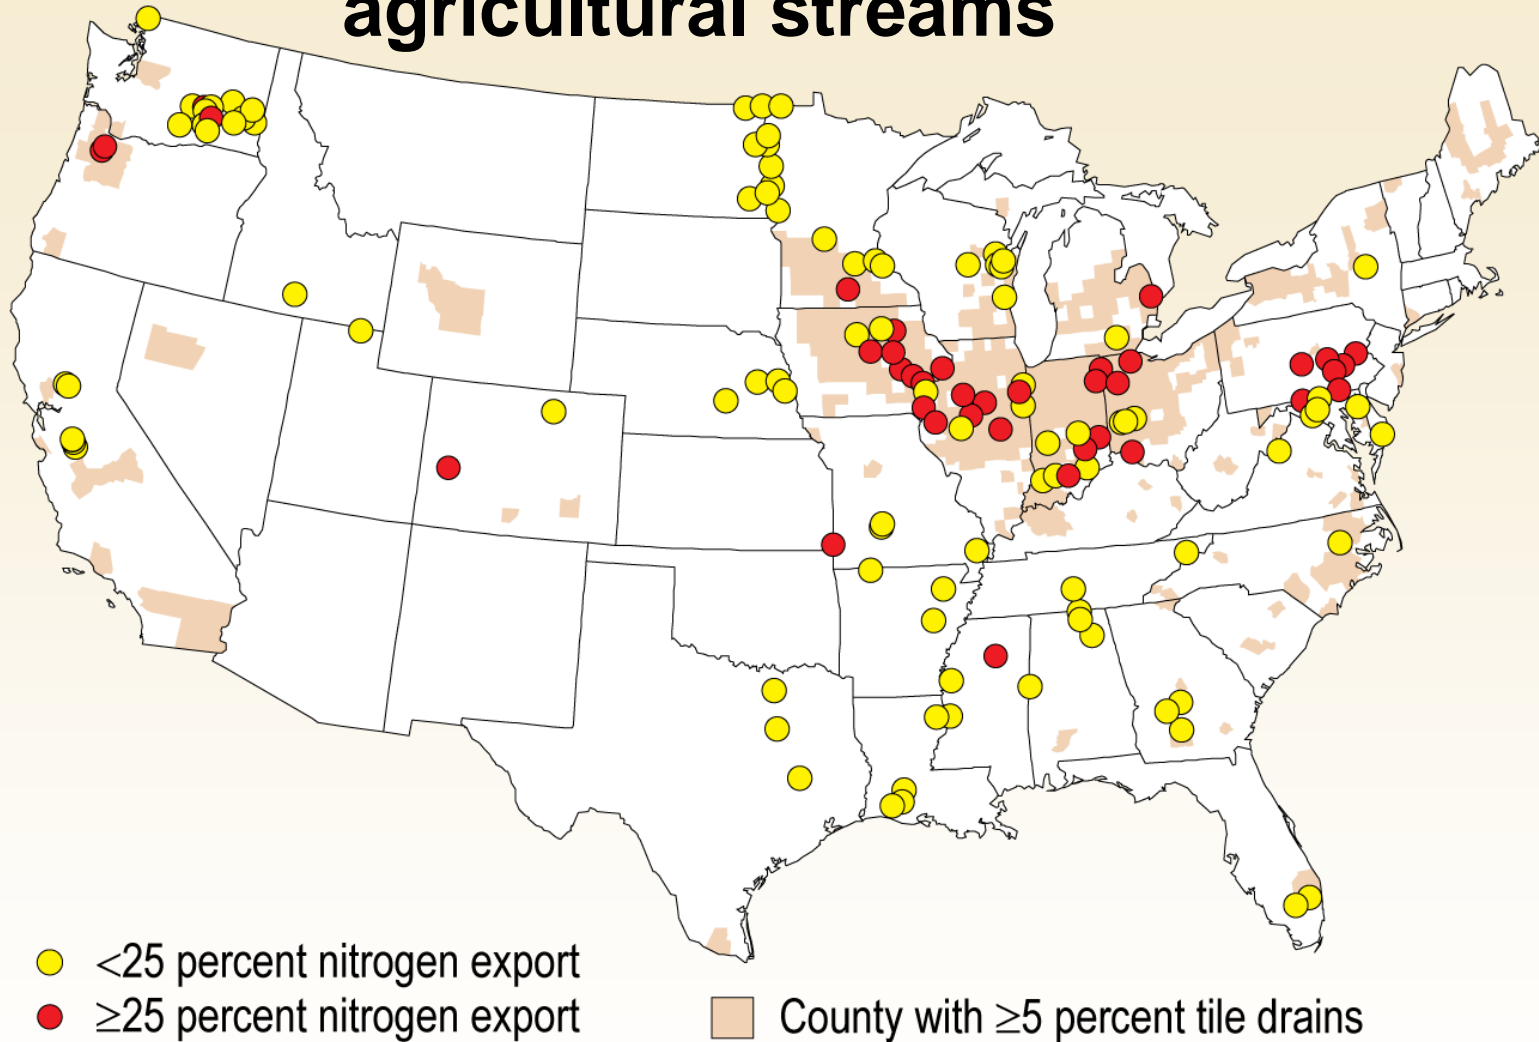 agricultural streams
<25 percent nitrogen export
≥25 percent nitrogen export
County with ≥5 percent tile drains